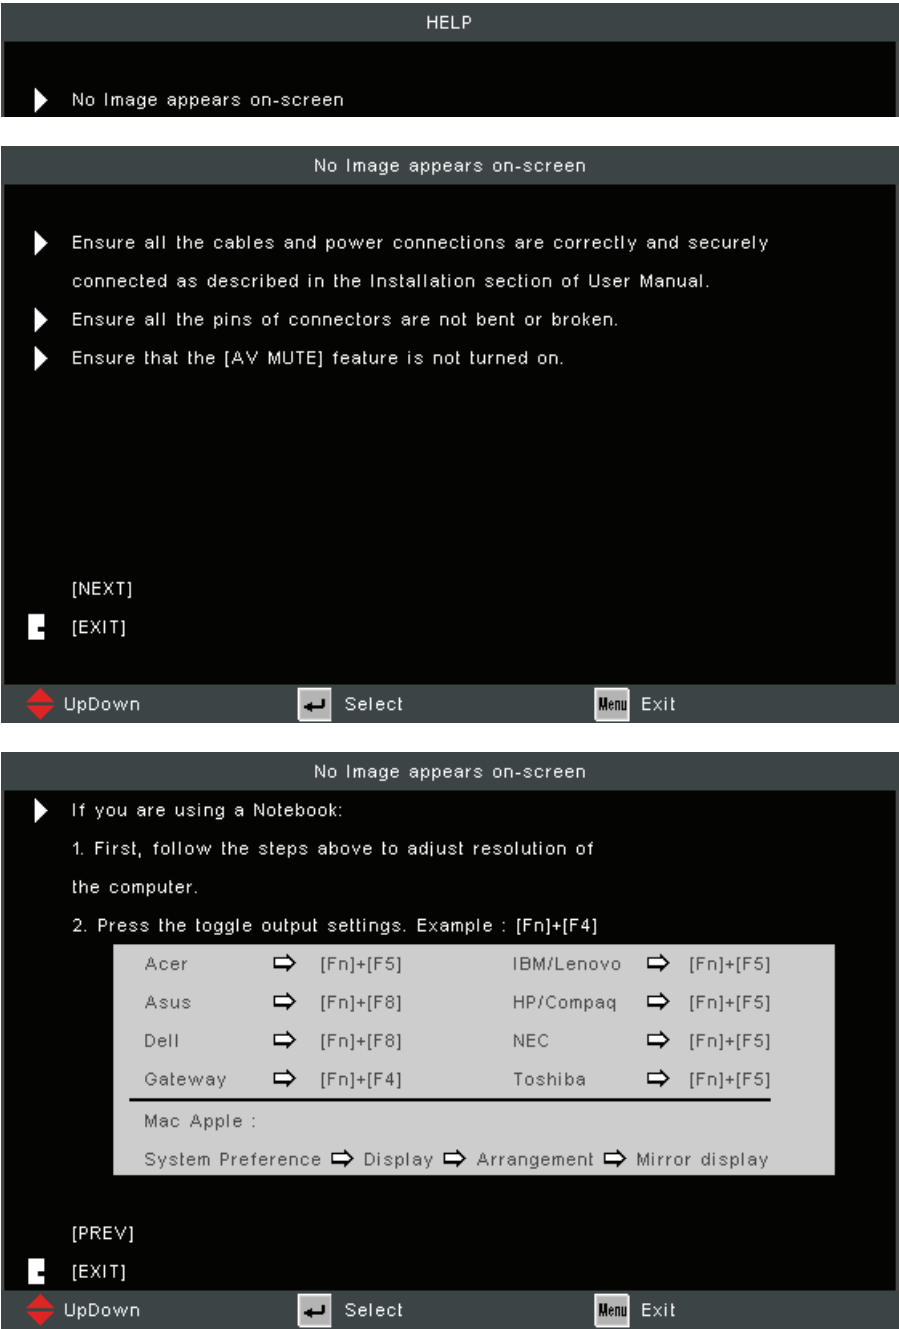 HELP
No Image appears on-screen
No Image appears on-screen
Ensure all the cables and power connections are correctly and securely
connected as described in the Installation section of User Manual.
Ensure all the pins of connectors are not bent or broken.
Ensure that the [AV MUTE] feature is not turned on.
[NEXT]
[EXIT]
UpDown Select Menu Exit
No Image appears on-screen
If you are using a Notebook:
1. First, follow the steps above to adjust resolution of
the computer.
2. Press the toggle output settings. Example : [Fn]+[F4]
Acer [Fn]+[F5] IBM/Lenovo [Fn]+[F5]
Asus [Fn]+[F8] HP/Compaq [Fn]+[F5]
Dell [Fn]+[F8] NEC [Fn]+[F5]
Gateway [Fn]+[F4] Toshiba [Fn]+[F5]
Mac Apple :
System Preference Display Arrangement Mirror display
[PREV]
[EXIT]
UpDown Select Menu Exit